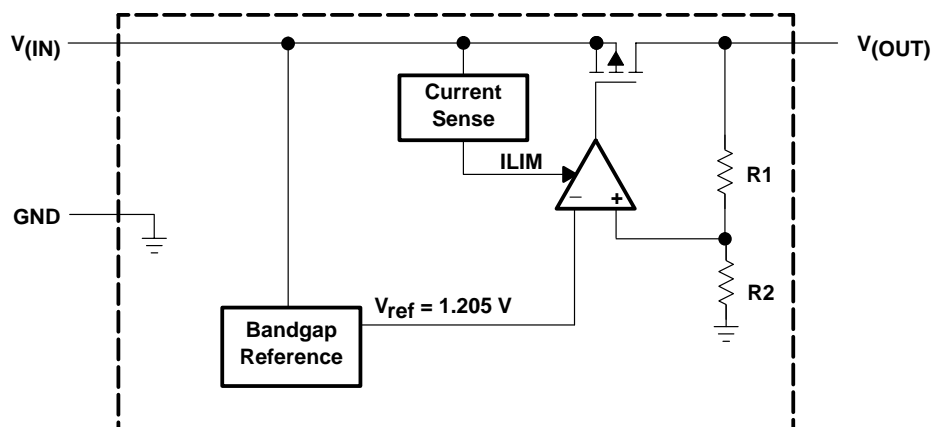 V(IN)
V(OUT)
Current
Sense
ILIM
R1
− +
GND
R2
Vref = 1.205 V
Bandgap
Reference